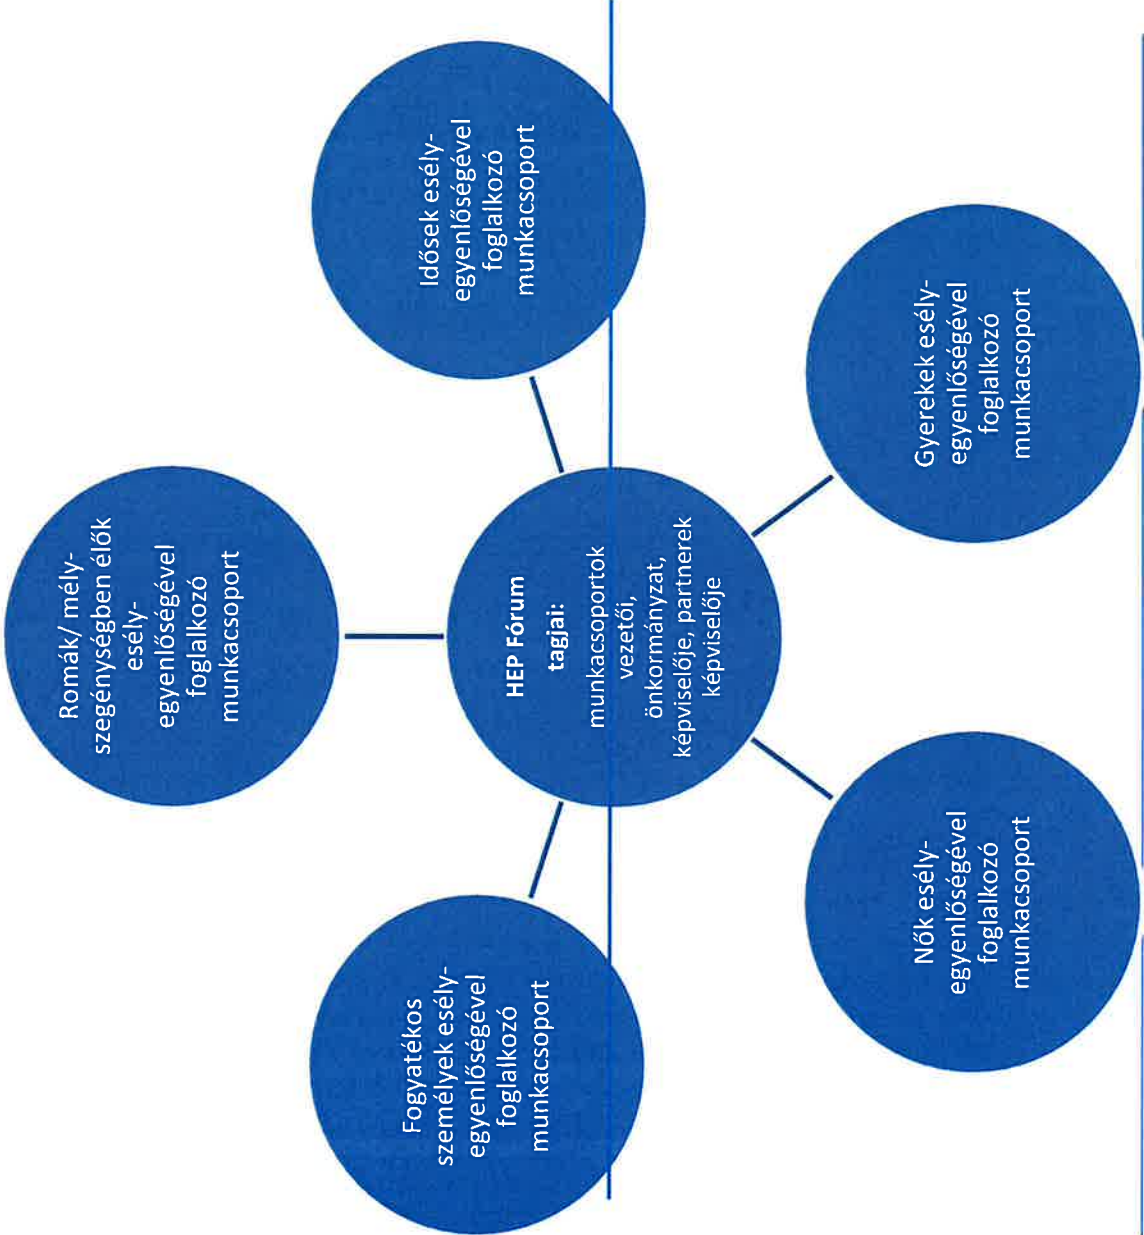 Romák/ mély-
szegénységben élők
esély-
egyenlőségével
foglalkozó
munkacsoport
Fogyatékos
személyek esély-
egyenlőségével
foglalkozó
munkacsoport
Idősek esély-
egyenlőségével
foglalkozó
munkacsoport
HEP Fórum
tagjai:
munkacsoportok
vezetői,
önkormányzat,
képviselője, partnerek
képviselője
Nők esély-
egyenlőségével
foglalkozó
munkacsoport
Gyerekek esély-
egyenlőségével
foglalkozó
munkacsoport